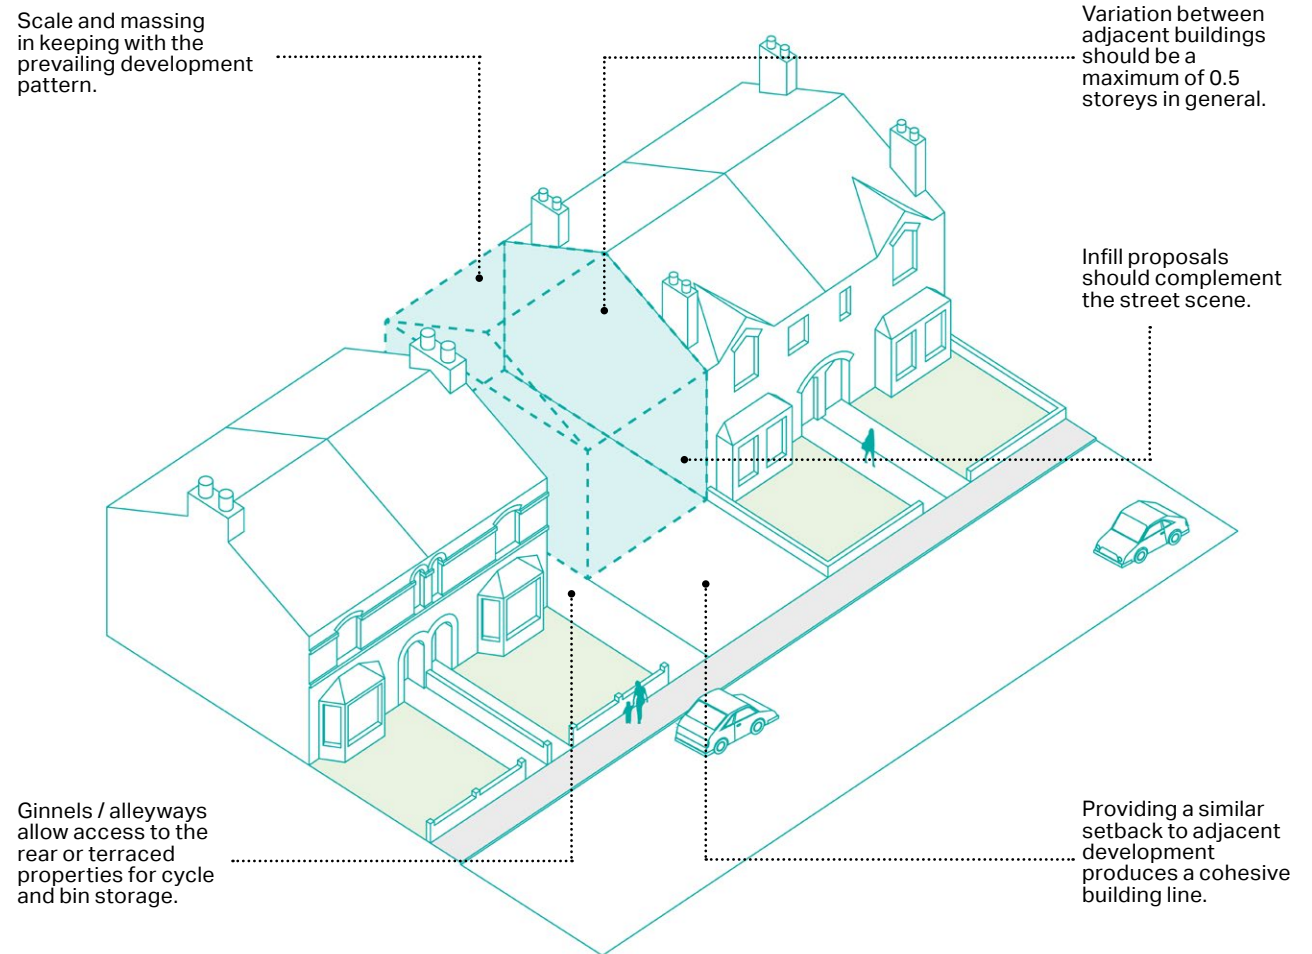 Scale and massing
in keeping with the
prevailing development
pattern.
Variation between
adjacent buildings
should be a
maximum of 0.5
storeys in general.
Infill proposals
should complement
the street scene.
Ginnels / alleyways
allow access to the
rear or terraced
properties for cycle
and bin storage.
Providing a similar
setback to adjacent
development
produces a cohesive
building line.